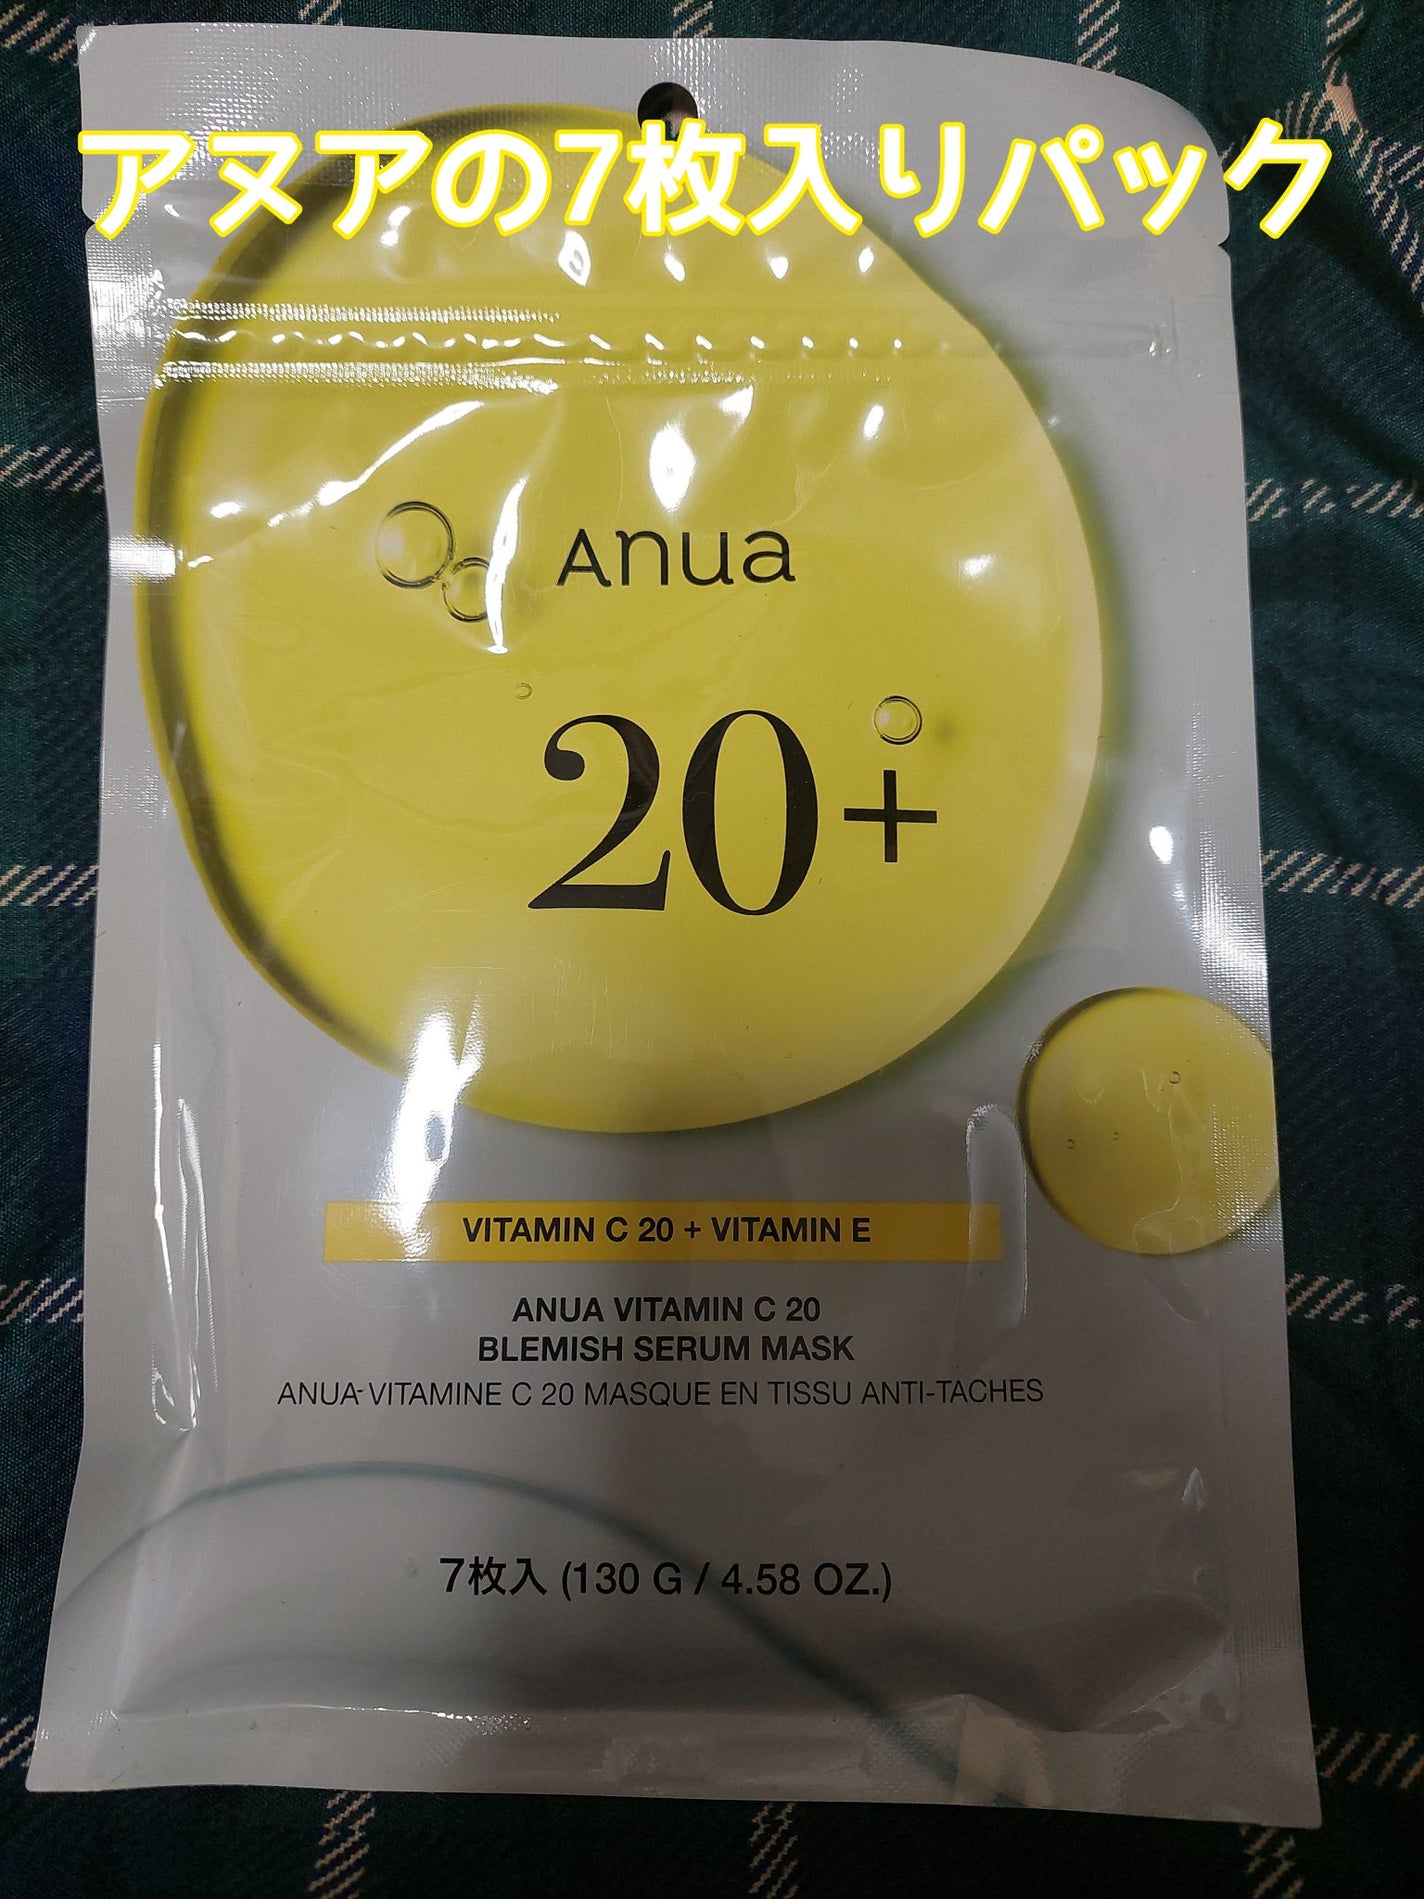 アヌアの7枚入りパック
Anua
20+
VITAMIN C 20 + VITAMIN E
ANUA VITAMIN C 20
BLEMISH SERUM MASK
ANUA VITAMINE C 20 MASQUE EN TISSU ANTI-TACHES
7枚入 (130 G / 4.58 OZ.)